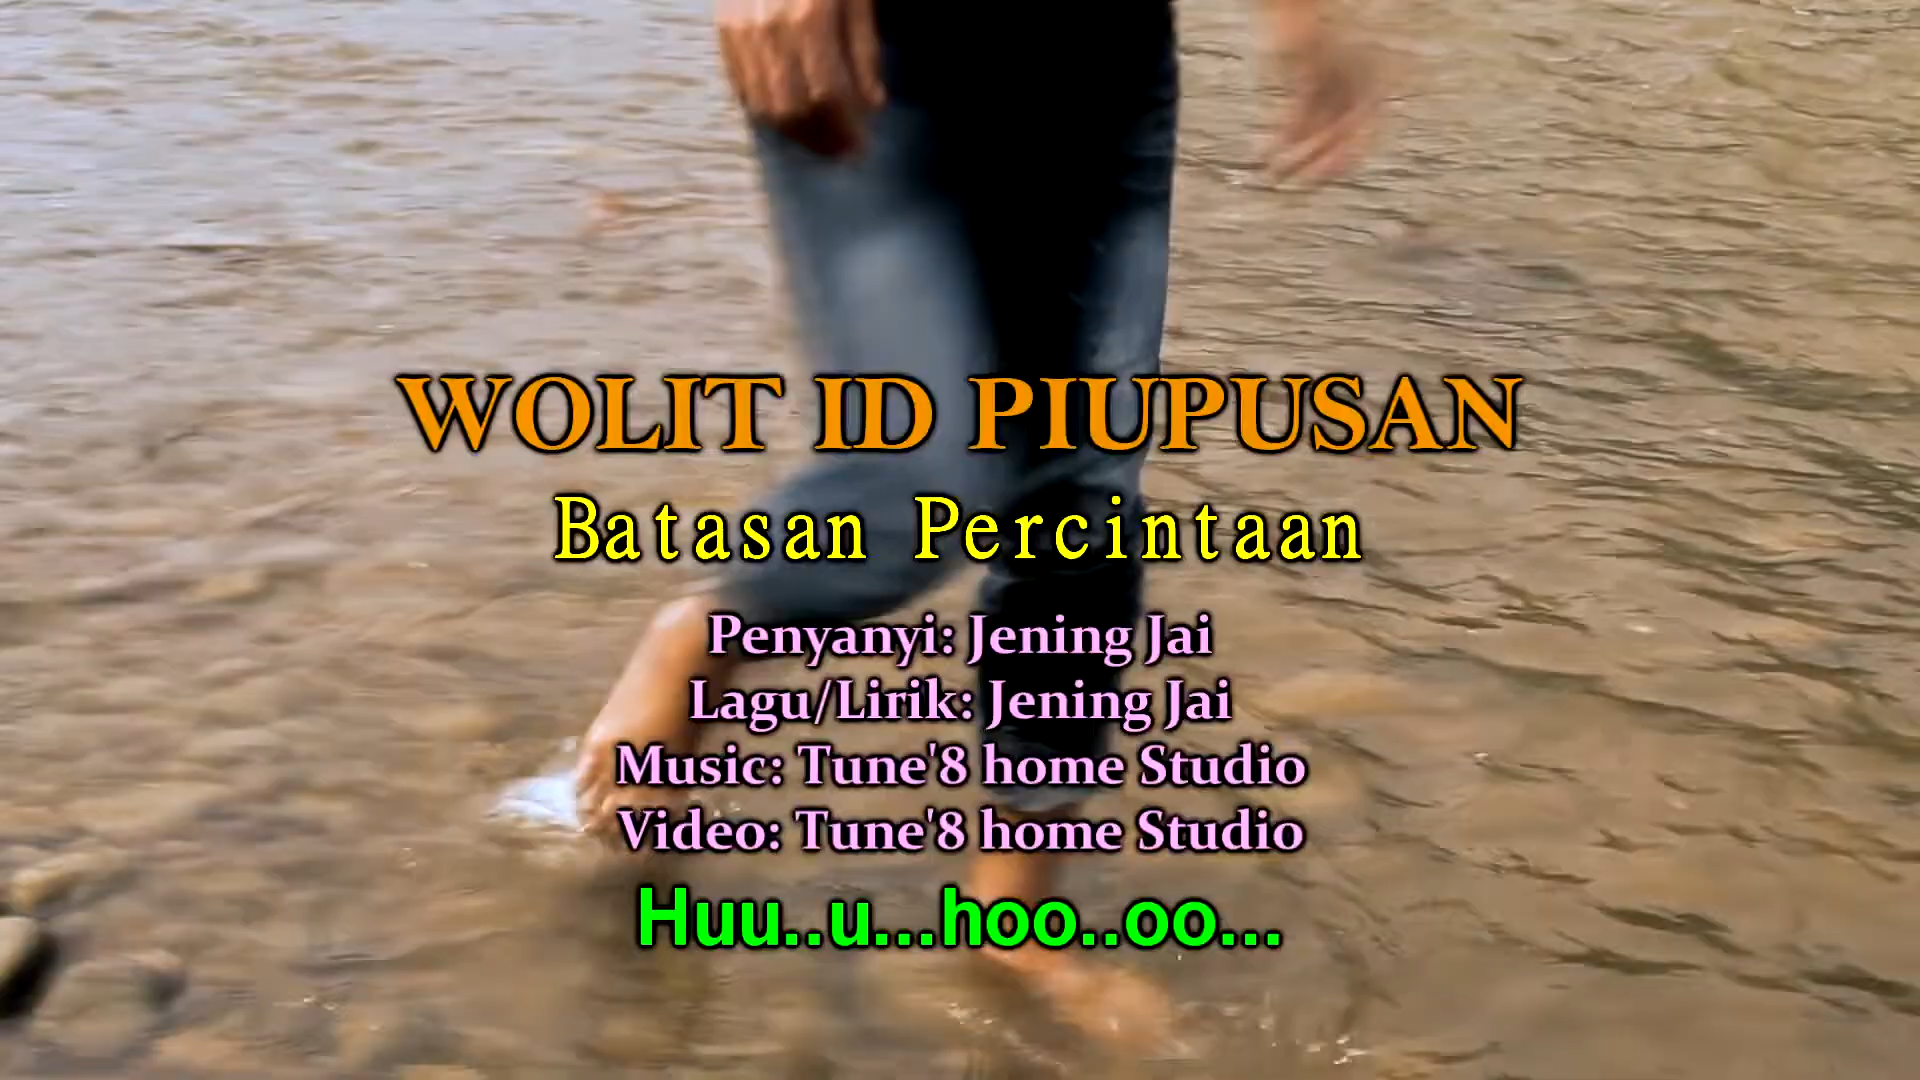 WOLIT ID PIUPUSAN
Batasan Percintaan
Penyanyi: Jening Jai
Lagu/Lirik: Jening Jai
Music: Tune'8 home Studio
Video: Tune'8 home Studio
Huu..u...hoo..oo...